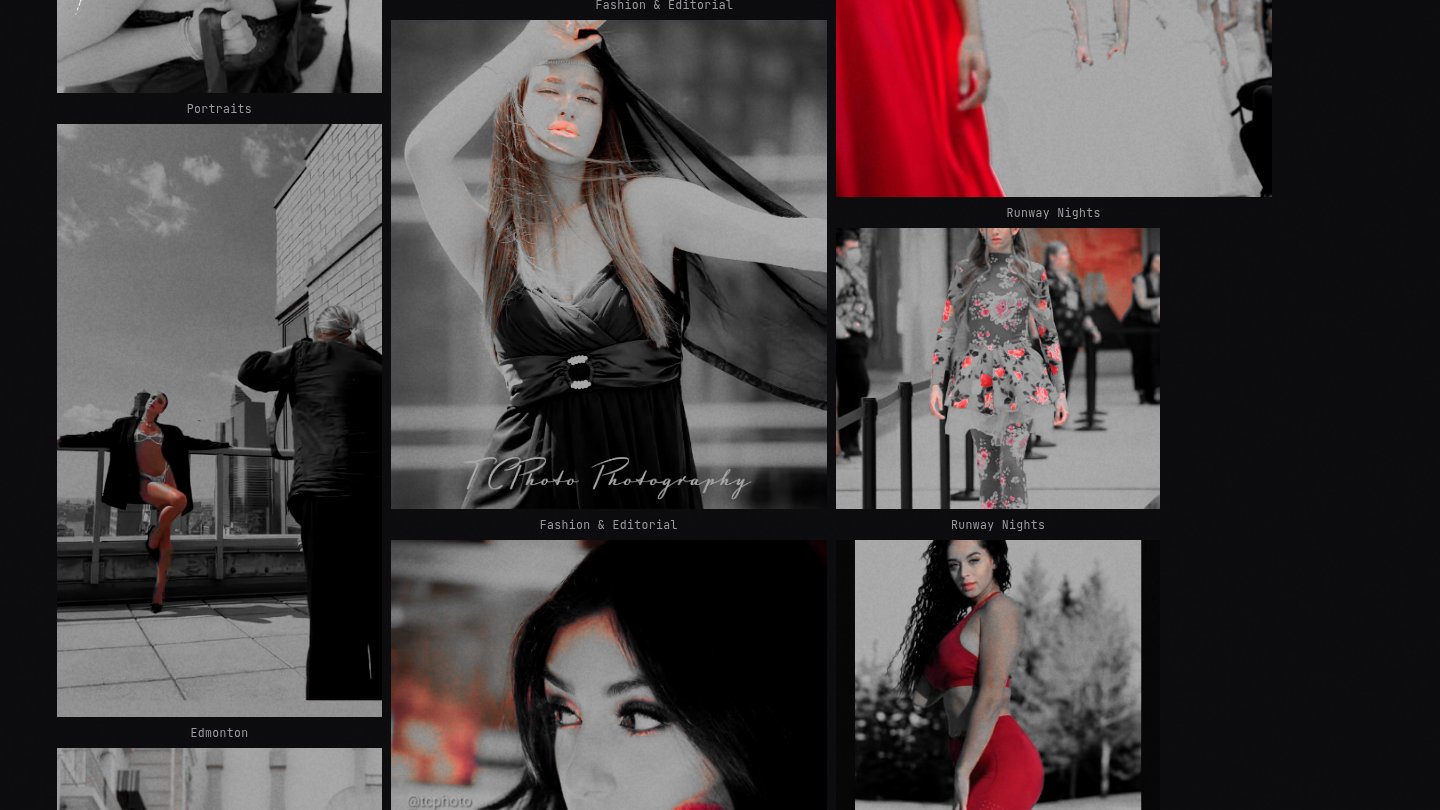 Fashion & Editorial
Portraits
TCPhoto Photography
Runway Nights
Fashion & Editorial
Runway Nights
Edmonton
@tcphoto